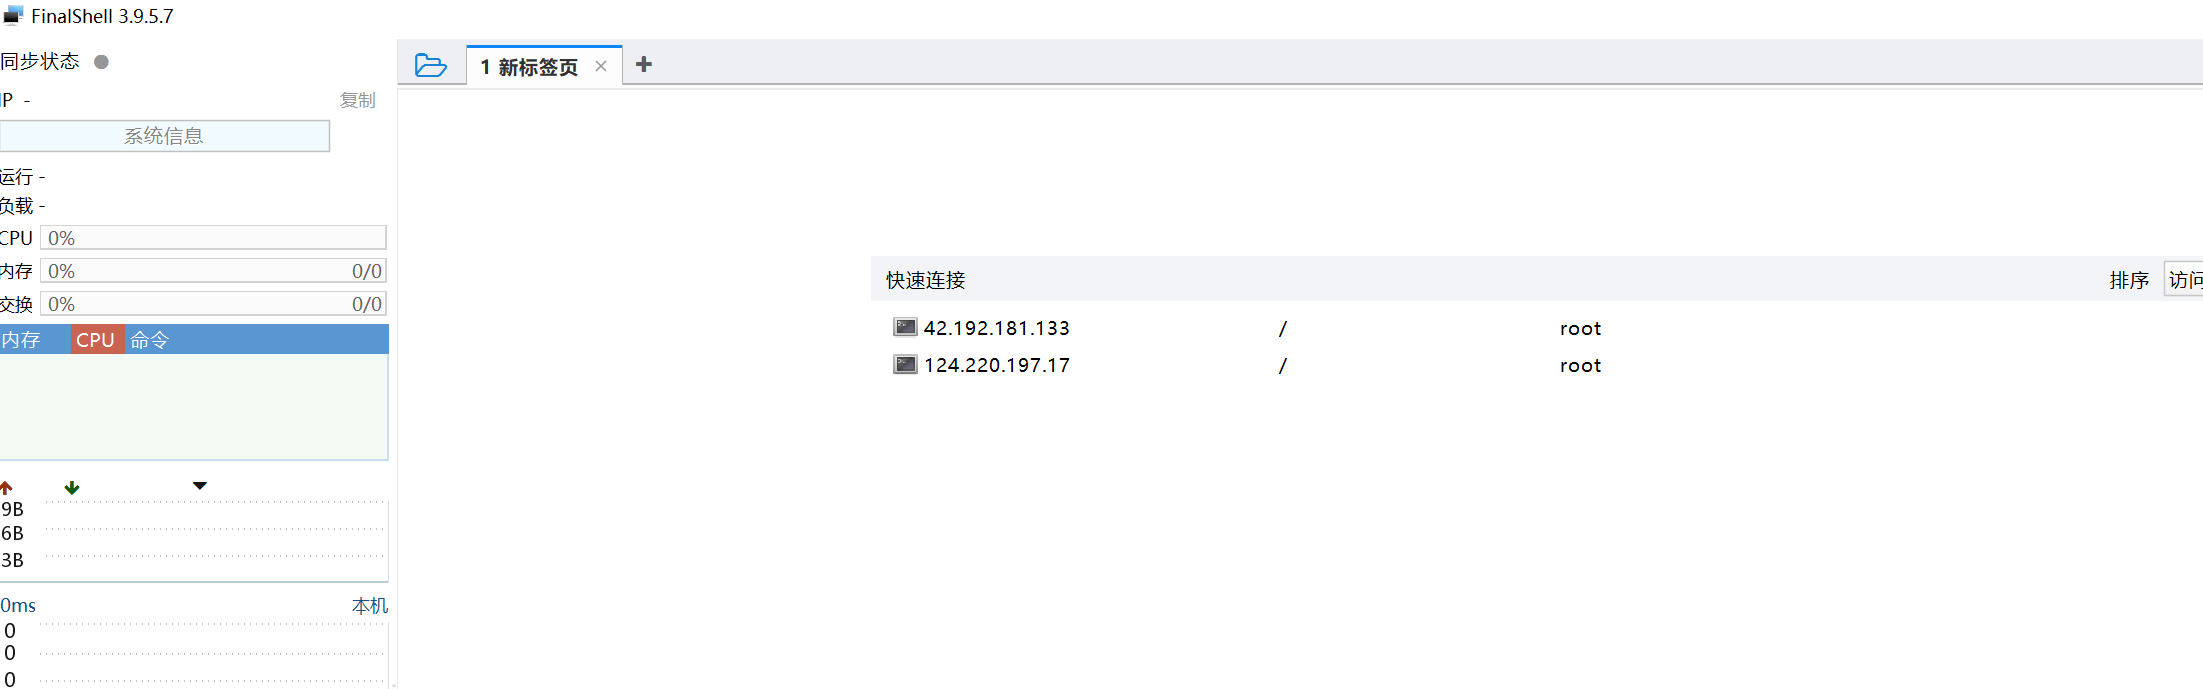 FinalShell 3.9.5.7
同步状态
IP -
复制
系统信息
运行 -
负载 -
CPU 0%
内存 0% 0/0
交换 0% 0/0
内存 CPU 命令
9B
6B
3B
0ms 本机
0
0
0
1 新标签页
快速连接 排序 访问
42.192.181.133 / root
124.220.197.17 / root